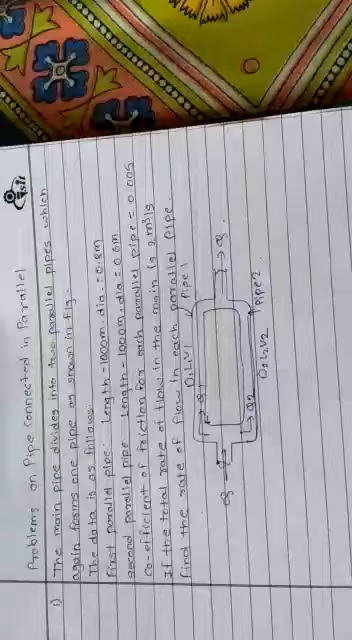 Problems on Pipe connected in Parallel
1) The main pipe divides into two parallel pipes which
again forms one pipe as shown in fig.
The data is as follows:
First parallel pipe. Length = 1000m. dia. = 0.8m
second parallel pipe Length = 1000m. dia = 0.6m
co-efficient of friction for each parallel pipe = 0.005
If the total rate of flow in the main is 2 m³/s
find the rate of flow in each parallel pipe.
D1L1V1 Pipe 1
Q
Q1
Q2
Q
D2L2V2 Pipe 2